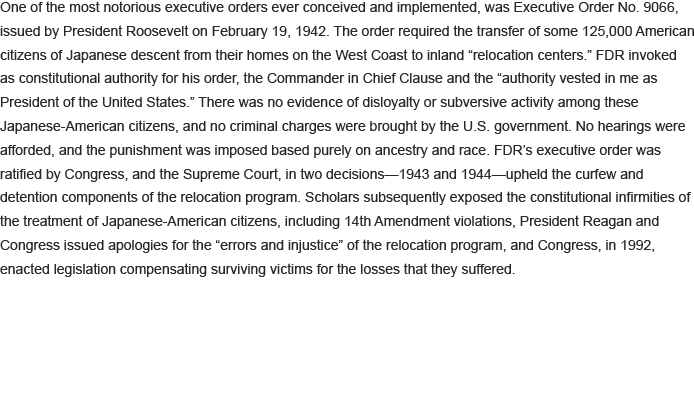 One of the most notorious executive orders ever conceived and implemented, was Executive Order No. 9066,
issued by President Roosevelt on February 19, 1942. The order required the transfer of some 125,000 American
citizens of Japanese descent from their homes on the West Coast to inland “relocation centers.” FDR invoked
as constitutional authority for his order, the Commander in Chief Clause and the “authority vested in me as
President of the United States.” There was no evidence of disloyalty or subversive activity among these
Japanese-American citizens, and no criminal charges were brought by the U.S. government. No hearings were
afforded, and the punishment was imposed based purely on ancestry and race. FDR’s executive order was
ratified by Congress, and the Supreme Court, in two decisions—1943 and 1944—upheld the curfew and
detention components of the relocation program. Scholars subsequently exposed the constitutional infirmities of
the treatment of Japanese-American citizens, including 14th Amendment violations, President Reagan and
Congress issued apologies for the “errors and injustice” of the relocation program, and Congress, in 1992,
enacted legislation compensating surviving victims for the losses that they suffered.